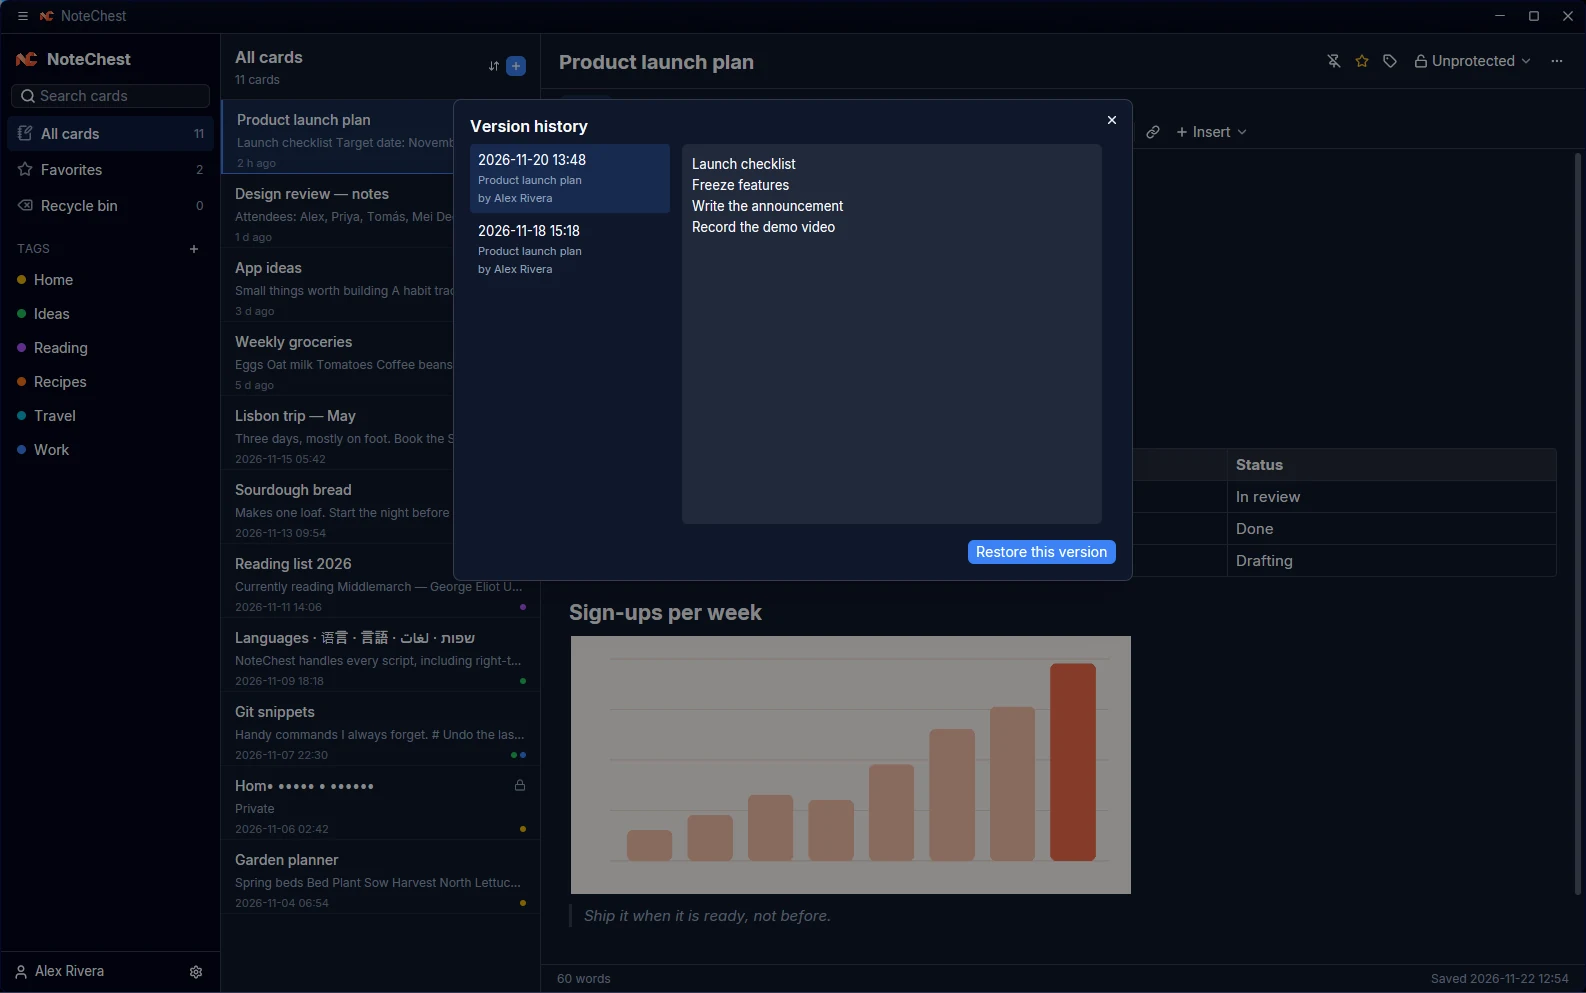 NoteChest
NoteChest
Search cards
All cards 11
Favorites 2
Recycle bin 0
TAGS
Home
Ideas
Reading
Recipes
Travel
Work
Alex Rivera
All cards
11 cards
Product launch plan
Launch checklist Target date: Novemb
2 h ago
Design review — notes
Attendees: Alex, Priya, Tomás, Mei De
1 d ago
App ideas
Small things worth building A habit trac
3 d ago
Weekly groceries
Eggs Oat milk Tomatoes Coffee beans
5 d ago
Lisbon trip — May
Three days, mostly on foot. Book the S
2026-11-15 05:42
Sourdough bread
Makes one loaf. Start the night before
2026-11-13 09:54
Reading list 2026
Currently reading Middlemarch — George Eliot U...
2026-11-11 14:06
Languages · 语言 · 言語 · لغات · שפות
NoteChest handles every script, including right-t...
2026-11-09 18:18
Git snippets
Handy commands I always forget. # Undo the las...
2026-11-07 22:30
Hom• ••••• • ••••••
Private
2026-11-06 02:42
Garden planner
Spring beds Bed Plant Sow Harvest North Lettuc...
2026-11-04 06:54
Product launch plan
Unprotected
Insert
Version history
2026-11-20 13:48
Product launch plan
by Alex Rivera
2026-11-18 15:18
Product launch plan
by Alex Rivera
Launch checklist
Freeze features
Write the announcement
Record the demo video
Restore this version
Status
In review
Done
Drafting
Sign-ups per week
Ship it when it is ready, not before.
60 words
Saved 2026-11-22 12:54